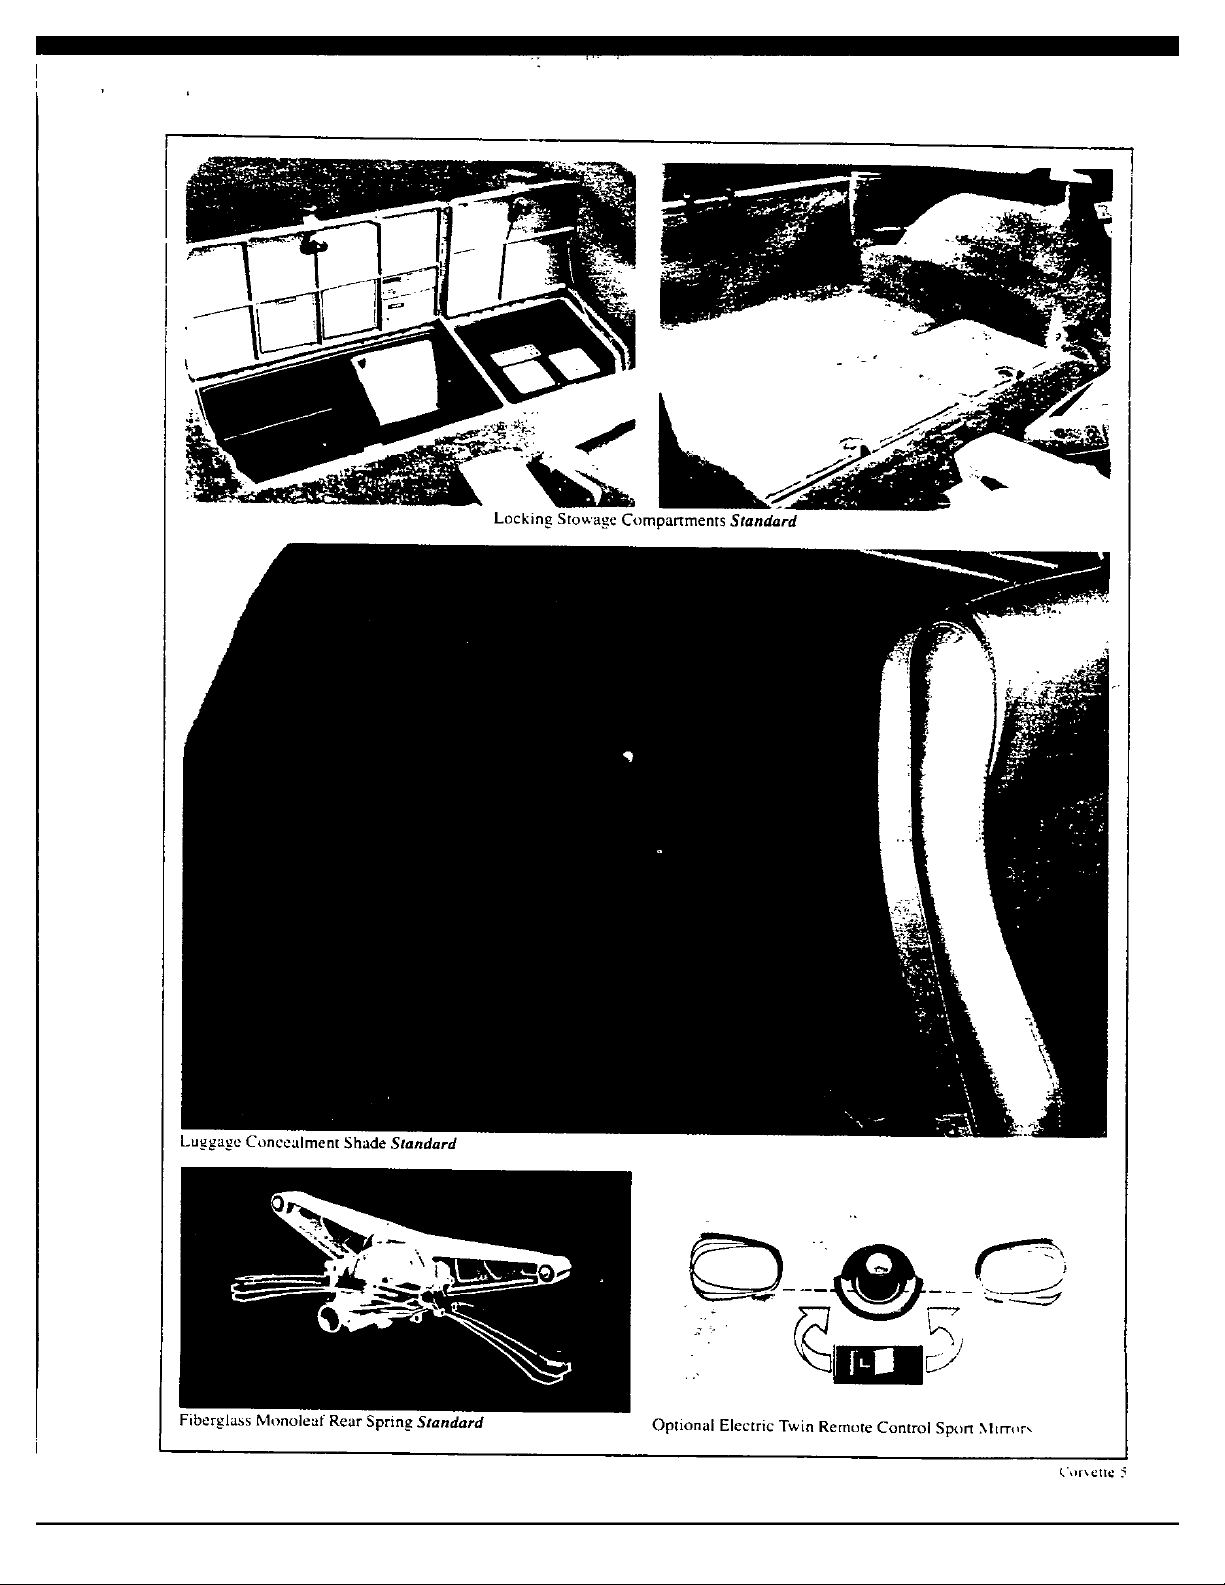 Locking Stowage Compartments Standard
Luggage Concealment Shade Standard
Fiberglass Monoleaf Rear Spring Standard
L
Optional Electric Twin Remote Control Sport Mirrors
Corvette 5